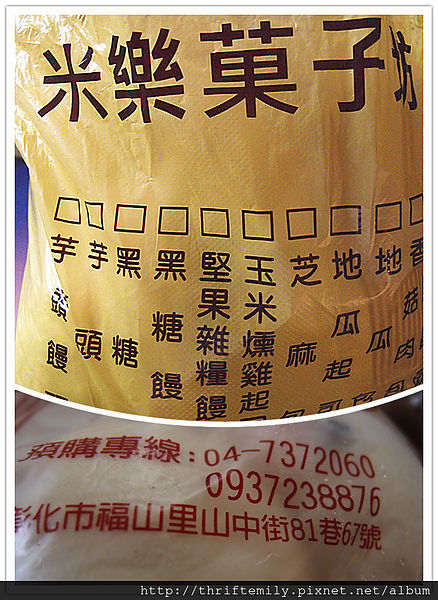 米樂菓子坊
芋饅
芋頭
黑糖
黑糖饅
堅果雜糧饅
玉米燻雞起
芝麻
地瓜起
地瓜
香菇肉
預購專線:04-7372060
0937238876
彰化市福山里山中街81巷67號
http://thriftemily.pixnet.net/album